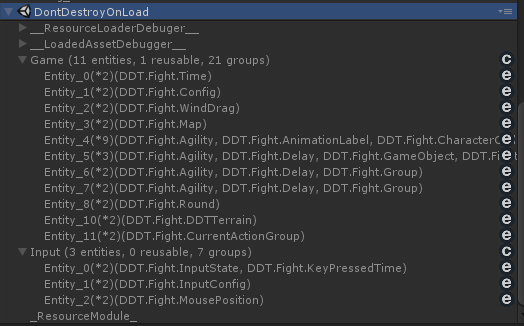 DontDestroyOnLoad
__ResourceLoaderDebuger__
__LoadedAssetDebugger__
Game (11 entities, 1 reusable, 21 groups)
Entity_0(*2)(DDT.Fight.Time)
Entity_1(*2)(DDT.Fight.Config)
Entity_2(*2)(DDT.Fight.WindDrag)
Entity_3(*2)(DDT.Fight.Map)
Entity_4(*9)(DDT.Fight.Agility, DDT.Fight.AnimationLabel, DDT.Fight.CharacterC
Entity_5(*3)(DDT.Fight.Agility, DDT.Fight.Delay, DDT.Fight.GameObject, DDT.Fi
Entity_6(*2)(DDT.Fight.Agility, DDT.Fight.Delay, DDT.Fight.Group)
Entity_7(*2)(DDT.Fight.Agility, DDT.Fight.Delay, DDT.Fight.Group)
Entity_8(*2)(DDT.Fight.Round)
Entity_10(*2)(DDT.Fight.DDTTerrain)
Entity_11(*2)(DDT.Fight.CurrentActionGroup)
Input (3 entities, 0 reusable, 7 groups)
Entity_0(*2)(DDT.Fight.InputState, DDT.Fight.KeyPressedTime)
Entity_1(*2)(DDT.Fight.InputConfig)
Entity_2(*2)(DDT.Fight.MousePosition)
_ResourceModule_